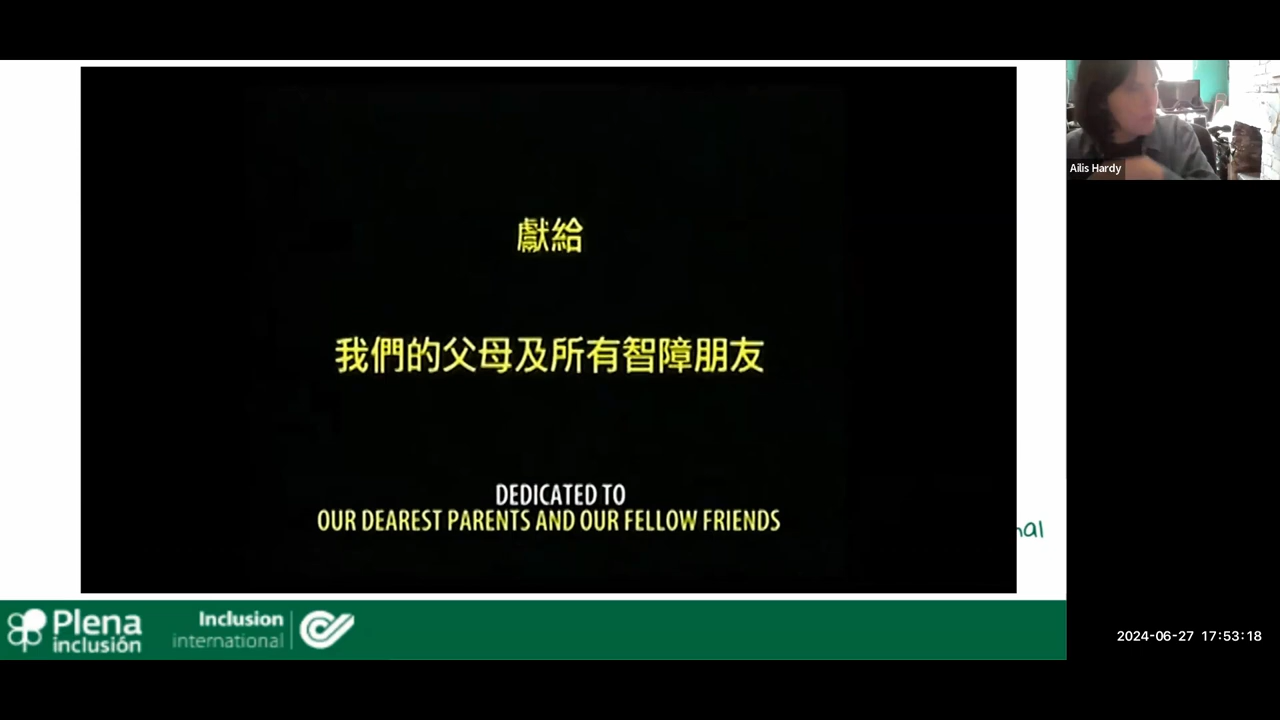 獻給
我們的父母及所有智障朋友
DEDICATED TO
OUR DEAREST PARENTS AND OUR FELLOW FRIENDS
Ailis Hardy
nal
Plena
inclusión
Inclusion
international
2024-06-27 17:53:18